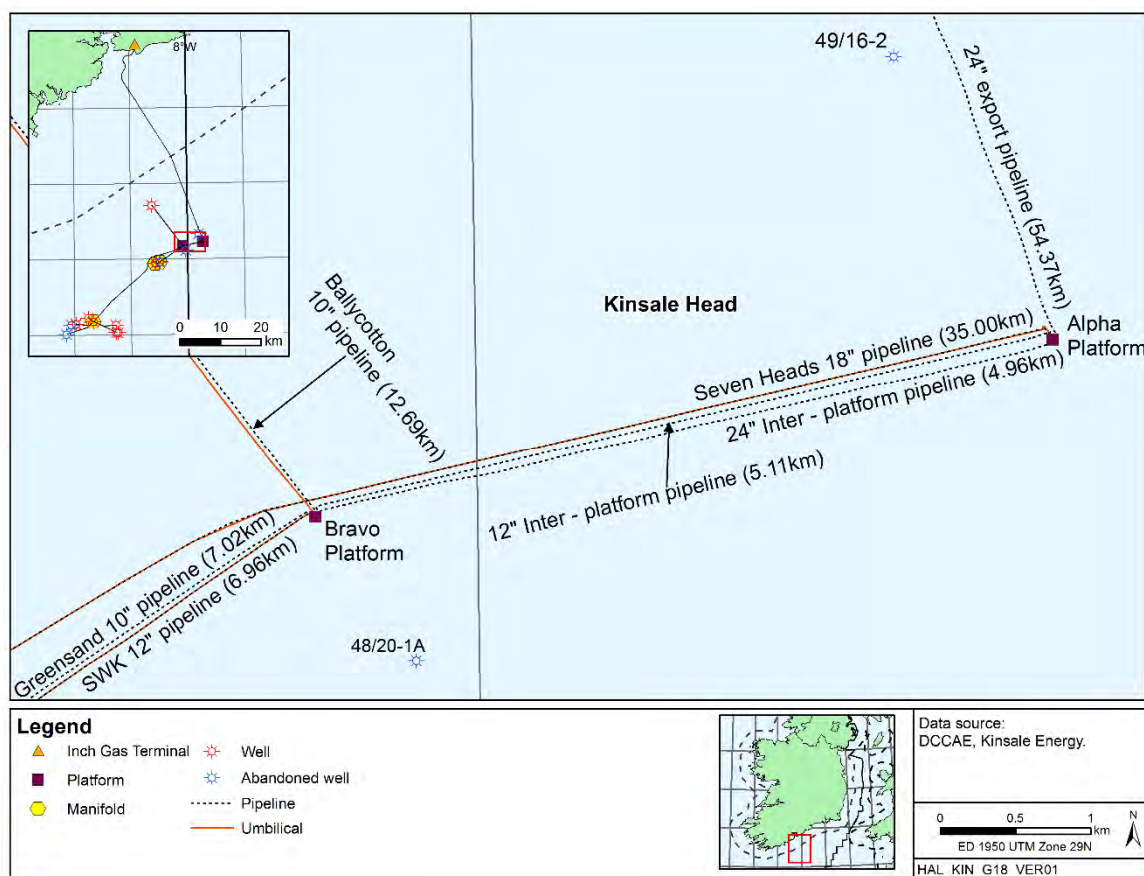 8°W
0 10 20
km
49/16-2
24" export pipeline (54.37km)
Kinsale Head
Ballycotton
10" pipeline (12.69km)
Alpha
Platform
Seven Heads 18" pipeline (35.00km)
24" Inter - platform pipeline (4.96km)
12" Inter - platform pipeline (5.11km)
Bravo
Platform
Greensand 10" pipeline (7.02km)
SWK 12" pipeline (6.96km)
48/20-1A
Legend
Inch Gas Terminal
Platform
Manifold
Well
Abandoned well
Pipeline
Umbilical
Data source:
DCCAE, Kinsale Energy.
0 0.5 1
km
N
ED 1950 UTM Zone 29N
HAL_KIN_G18_VER01